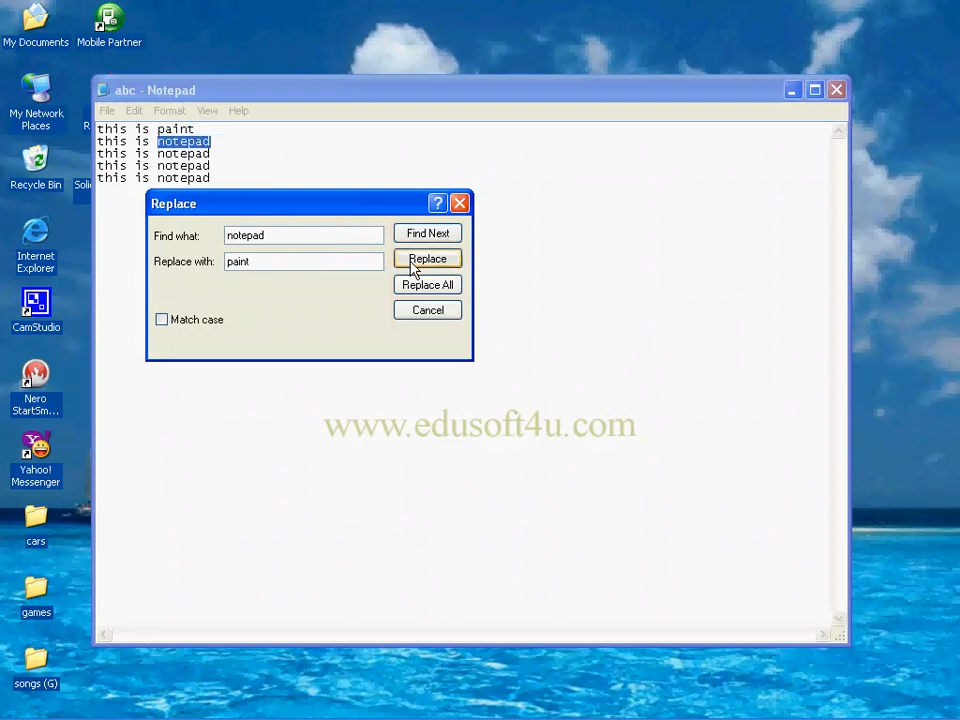 My Documents
Mobile Partner
My Network
Places
R
Recycle Bin
Soli
Internet
Explorer
CamStudio
Nero
StartSm...
Yahoo!
Messenger
cars
games
songs (G)
abc - Notepad
File Edit Format View Help
this is paint
this is notepad
this is notepad
this is notepad
this is notepad
Replace
Find what: notepad
Find Next
Replace with: paint
Replace
Replace All
Cancel
Match case
www.edusoft4u.com